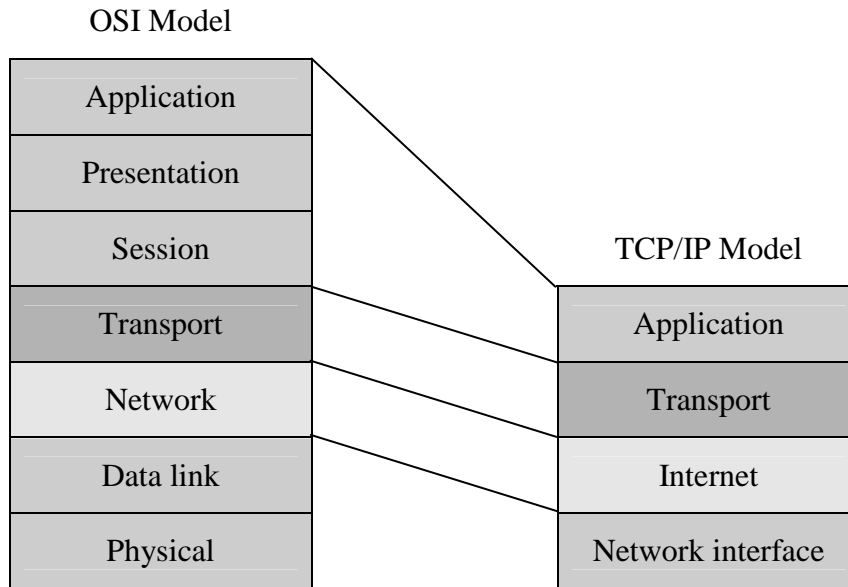 OSI Model
Application
Presentation
Session
Transport
Network
Data link
Physical
TCP/IP Model
Application
Transport
Internet
Network interface